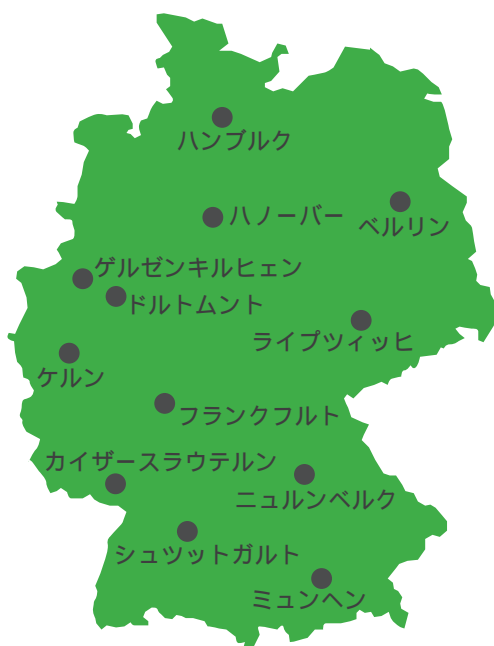 ハンブルク
ハノーバー
ベルリン
ゲルゼンキルヒェン
ドルトムント
ライプツィッヒ
ケルン
フランクフルト
カイザースラウテルン
ニュルンベルク
シュツットガルト
ミュンヘン